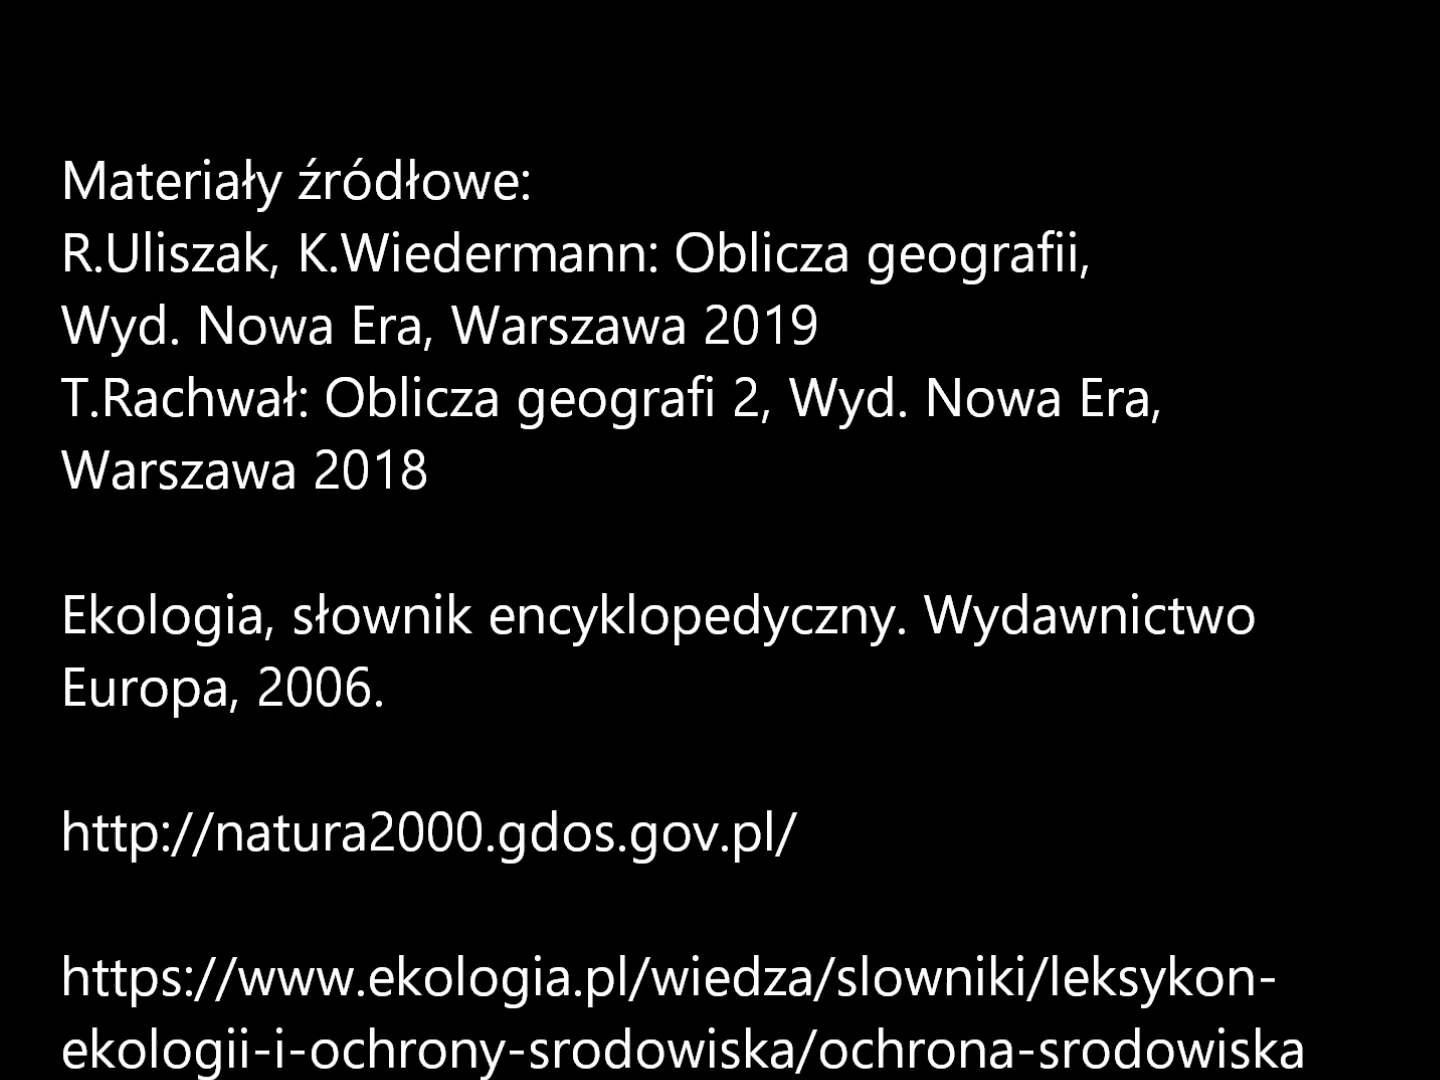 Materiały źródłowe:
R.Uliszak, K.Wiedermann: Oblicza geografii,
Wyd. Nowa Era, Warszawa 2019
T.Rachwał: Oblicza geografi 2, Wyd. Nowa Era,
Warszawa 2018
Ekologia, słownik encyklopedyczny. Wydawnictwo
Europa, 2006.
http://natura2000.gdos.gov.pl/
https://www.ekologia.pl/wiedza/slowniki/leksykon-
ekologii-i-ochrony-srodowiska/ochrona-srodowiska